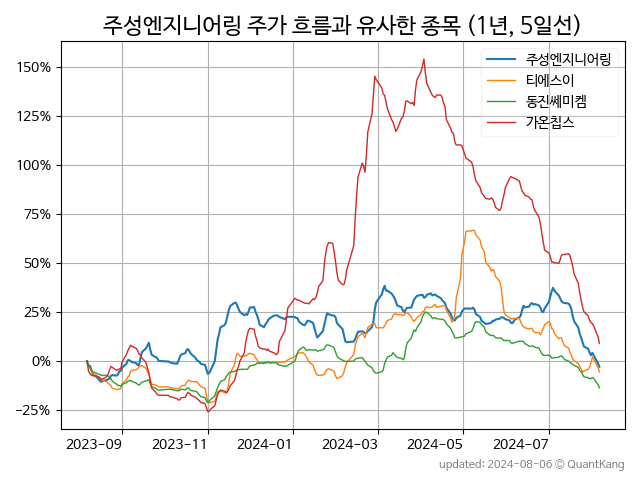 주성엔지니어링 주가 흐름과 유사한 종목 (1년, 5일선)
주성엔지니어링
티에스이
동진쎄미켐
가온칩스
150%
125%
100%
75%
50%
25%
0%
−25%
2023-09 2023-11 2024-01 2024-03 2024-05 2024-07
updated: 2024-08-06 © QuantKang